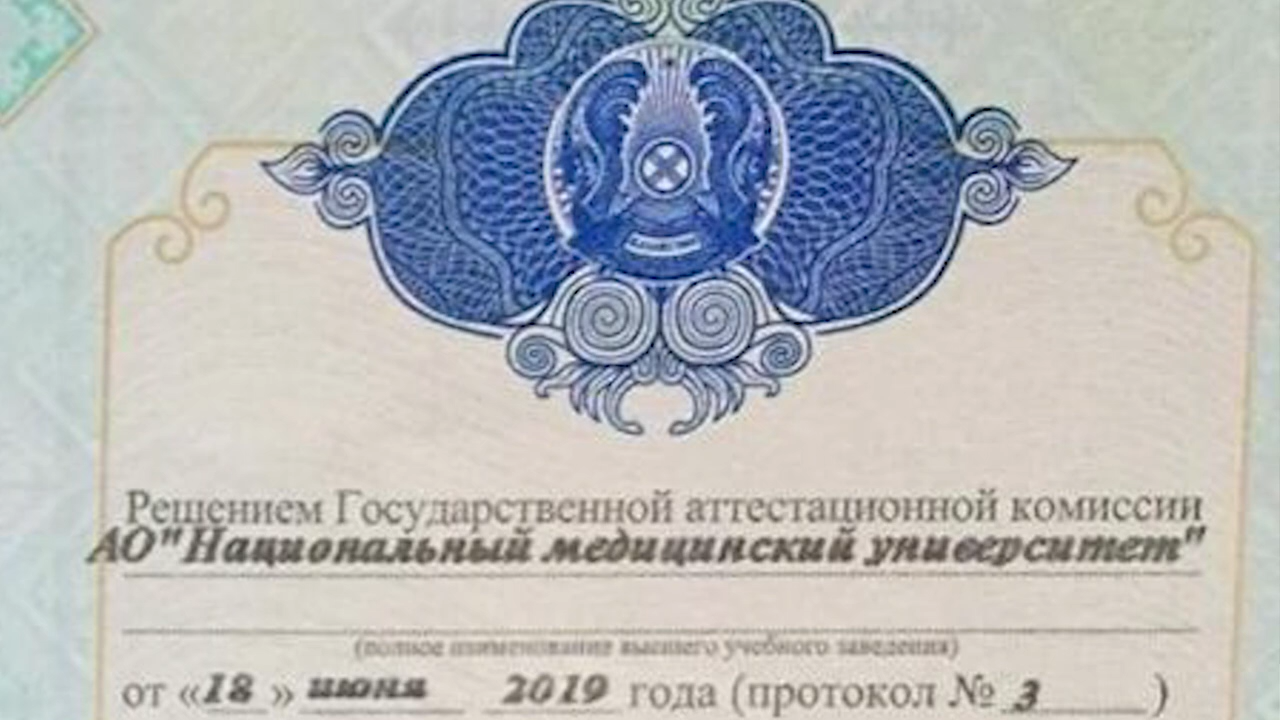 Решением Государственной аттестационной комиссии
АО"Национальный медицинский университет"
(полное наименование высшего учебного заведения)
от «18 » июня 2019 года (протокол № 3 )